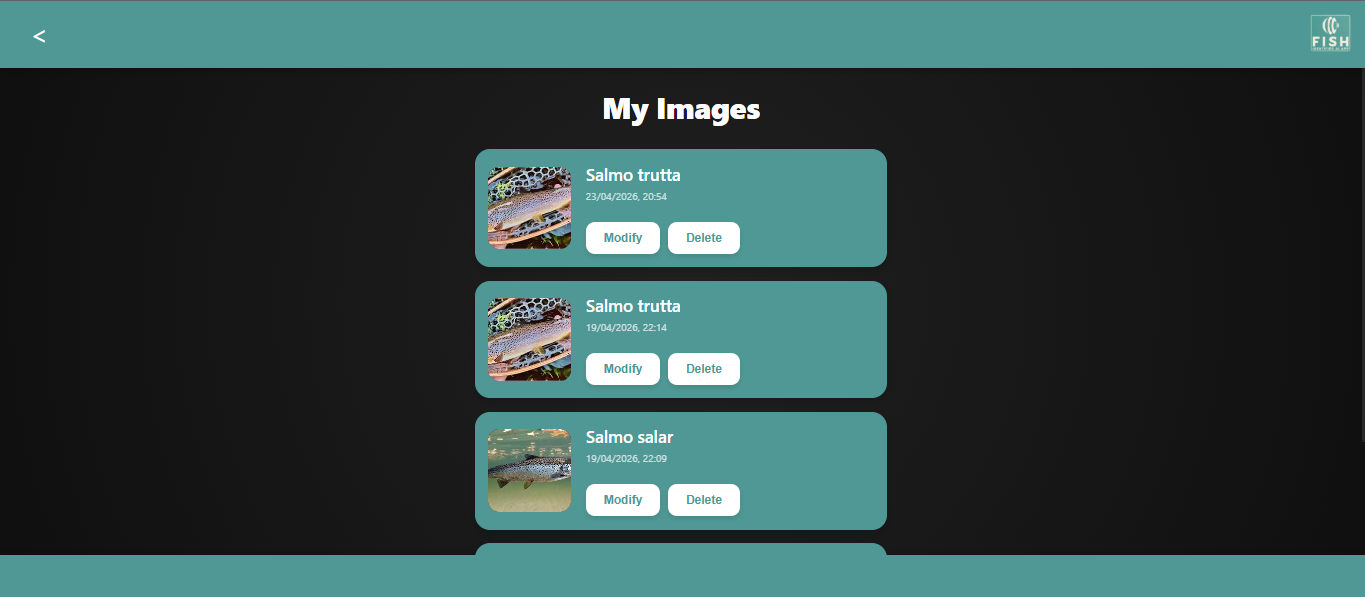 <
FISH
My Images
Salmo trutta
23/04/2026, 20:54
Modify Delete
Salmo trutta
19/04/2026, 22:14
Modify Delete
Salmo salar
19/04/2026, 22:09
Modify Delete